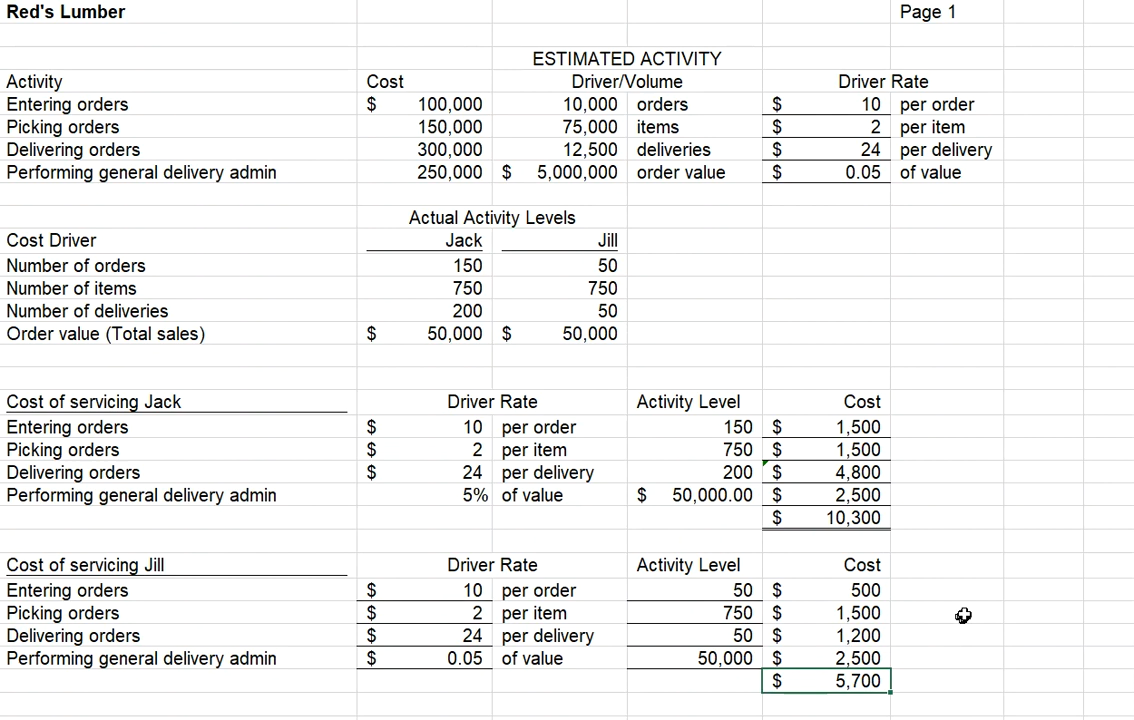 Red's Lumber Page 1
ESTIMATED ACTIVITY
Activity Cost Driver/Volume Driver Rate
Entering orders $ 100,000 10,000 orders $ 10 per order
Picking orders 150,000 75,000 items $ 2 per item
Delivering orders 300,000 12,500 deliveries $ 24 per delivery
Performing general delivery admin 250,000 $ 5,000,000 order value $ 0.05 of value
Actual Activity Levels
Cost Driver Jack Jill
Number of orders 150 50
Number of items 750 750
Number of deliveries 200 50
Order value (Total sales) $ 50,000 $ 50,000
Cost of servicing Jack Driver Rate Activity Level Cost
Entering orders $ 10 per order 150 $ 1,500
Picking orders $ 2 per item 750 $ 1,500
Delivering orders $ 24 per delivery 200 $ 4,800
Performing general delivery admin 5% of value $ 50,000.00 $ 2,500
$ 10,300
Cost of servicing Jill Driver Rate Activity Level Cost
Entering orders $ 10 per order 50 $ 500
Picking orders $ 2 per item 750 $ 1,500
Delivering orders $ 24 per delivery 50 $ 1,200
Performing general delivery admin $ 0.05 of value 50,000 $ 2,500
$ 5,700